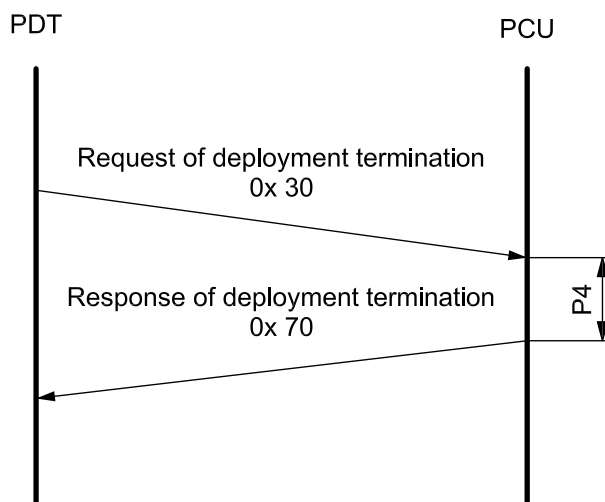 PDT
PCU
Request of deployment termination
0x 30
Response of deployment termination
0x 70
P4